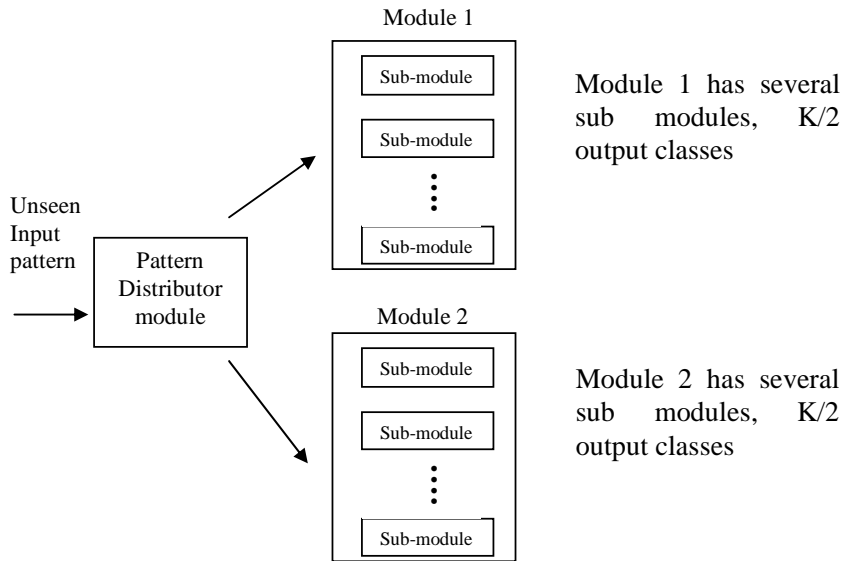 Module 1
Sub-module
Sub-module
Sub-module
Module 1 has several
sub modules, K/2
output classes
Unseen
Input
pattern
Pattern
Distributor
module
Module 2
Sub-module
Sub-module
Sub-module
Module 2 has several
sub modules, K/2
output classes